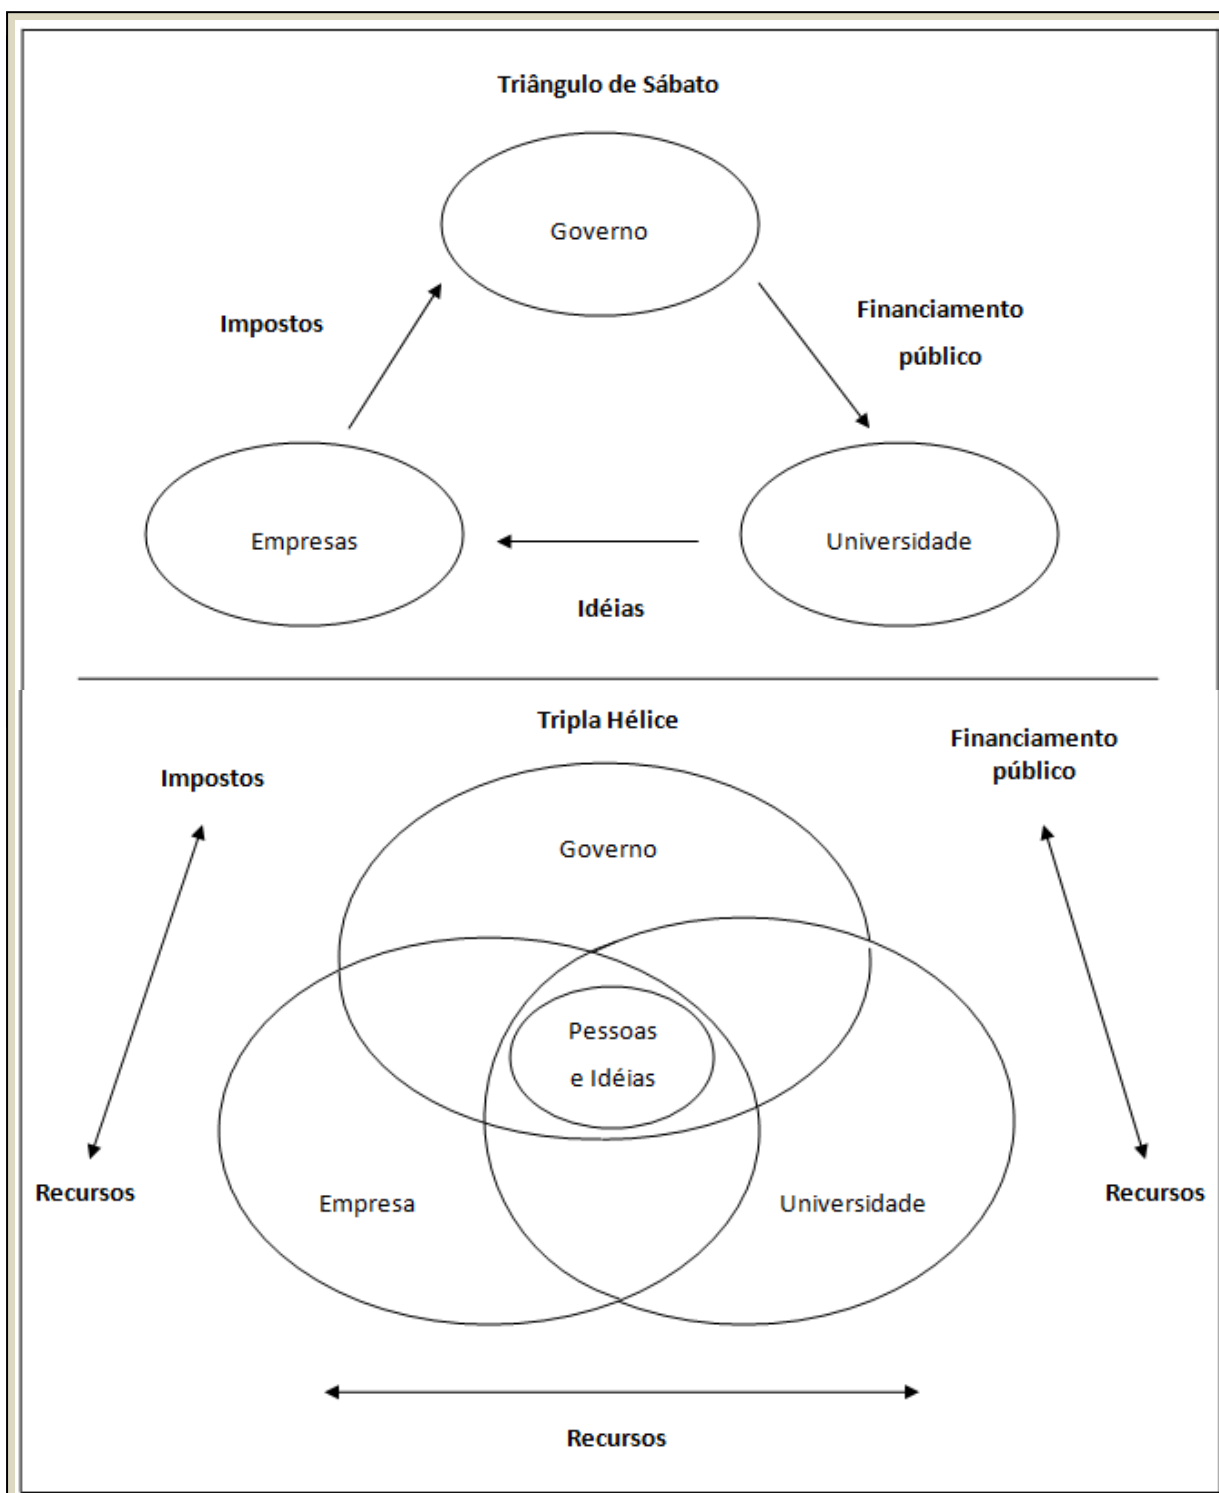 Triângulo de Sábato
Governo
Impostos
Financiamento
público
Empresas
Universidade
Idéias
Tripla Hélice
Financiamento
público
Impostos
Governo
Pessoas
e Idéias
Recursos
Empresa
Universidade
Recursos
Recursos